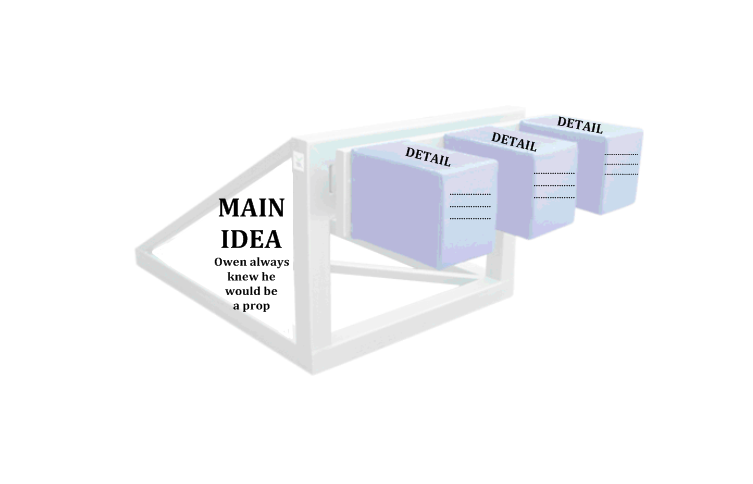 MAIN
IDEA
Owen always
knew he
would be
a prop
DETAIL
DETAIL
DETAIL